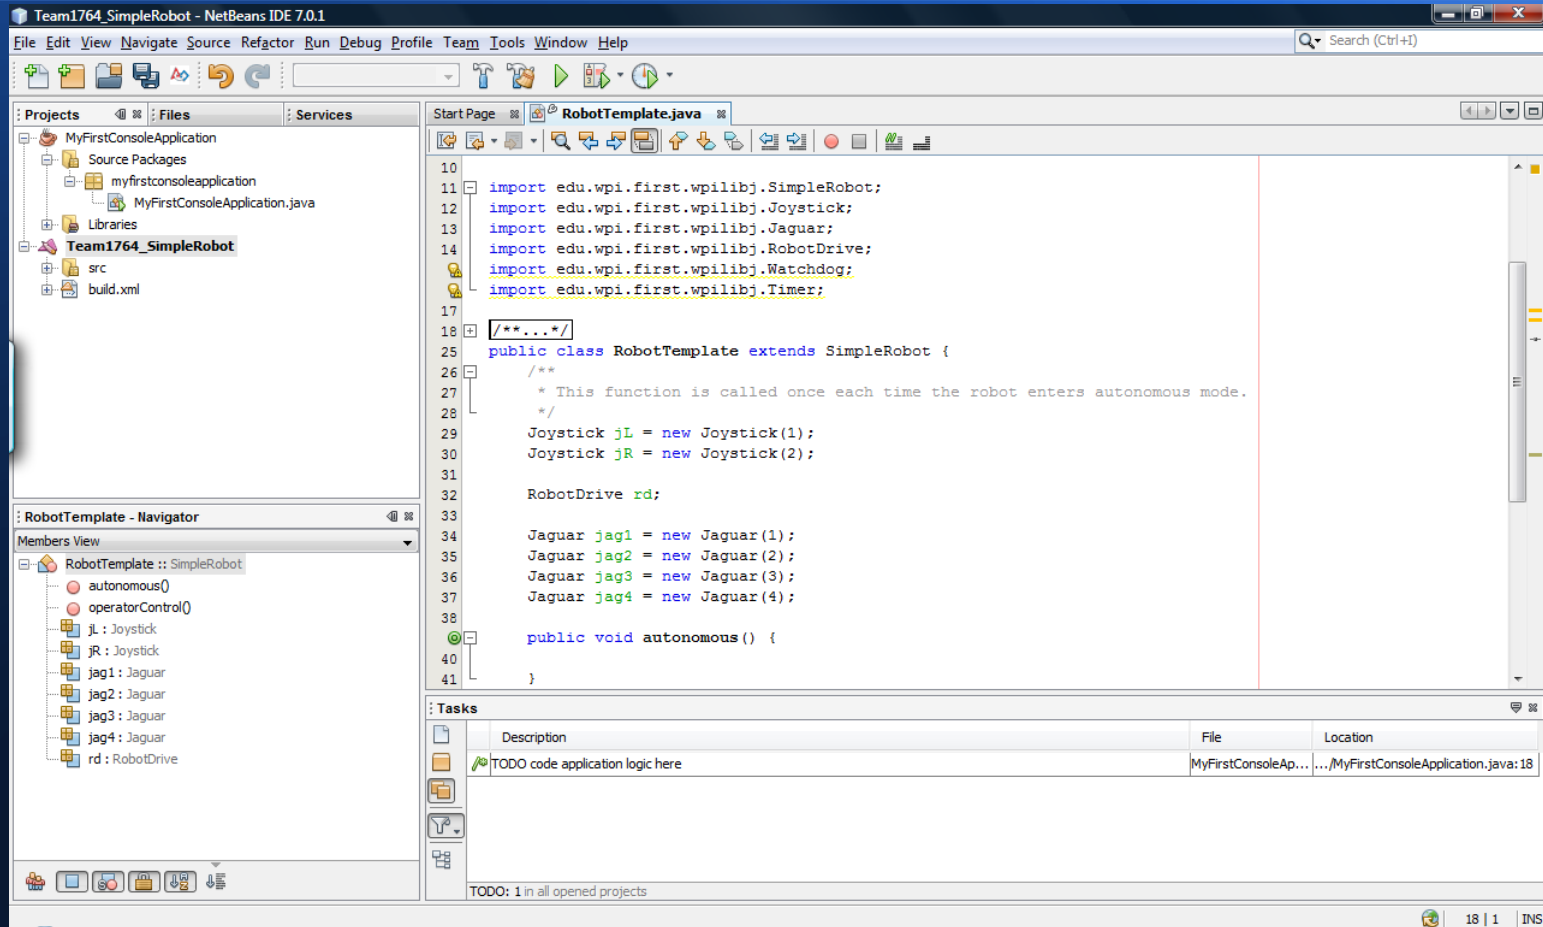 Team1764_SimpleRobot - NetBeans IDE 7.0.1
File Edit View Navigate Source Refactor Run Debug Profile Team Tools Window Help
Search (Ctrl+I)
Projects Files Services
MyFirstConsoleApplication
Source Packages
myfirstconsoleapplication
MyFirstConsoleApplication.java
Libraries
Team1764_SimpleRobot
src
build.xml
RobotTemplate - Navigator
Members View
RobotTemplate :: SimpleRobot
autonomous()
operatorControl()
jL : Joystick
jR : Joystick
jag1 : Jaguar
jag2 : Jaguar
jag3 : Jaguar
jag4 : Jaguar
rd : RobotDrive
Start Page RobotTemplate.java
10
11 import edu.wpi.first.wpilibj.SimpleRobot;
12 import edu.wpi.first.wpilibj.Joystick;
13 import edu.wpi.first.wpilibj.Jaguar;
14 import edu.wpi.first.wpilibj.RobotDrive;
import edu.wpi.first.wpilibj.Watchdog;
import edu.wpi.first.wpilibj.Timer;
17
18 /**...*/
25 public class RobotTemplate extends SimpleRobot {
26 /**
27 * This function is called once each time the robot enters autonomous mode.
28 */
29 Joystick jL = new Joystick(1);
30 Joystick jR = new Joystick(2);
31
32 RobotDrive rd;
33
34 Jaguar jag1 = new Jaguar(1);
35 Jaguar jag2 = new Jaguar(2);
36 Jaguar jag3 = new Jaguar(3);
37 Jaguar jag4 = new Jaguar(4);
38
public void autonomous() {
40
41 }
Tasks
Description File Location
TODO code application logic here MyFirstConsoleAp... .../MyFirstConsoleApplication.java:18
TODO: 1 in all opened projects
18 | 1 INS